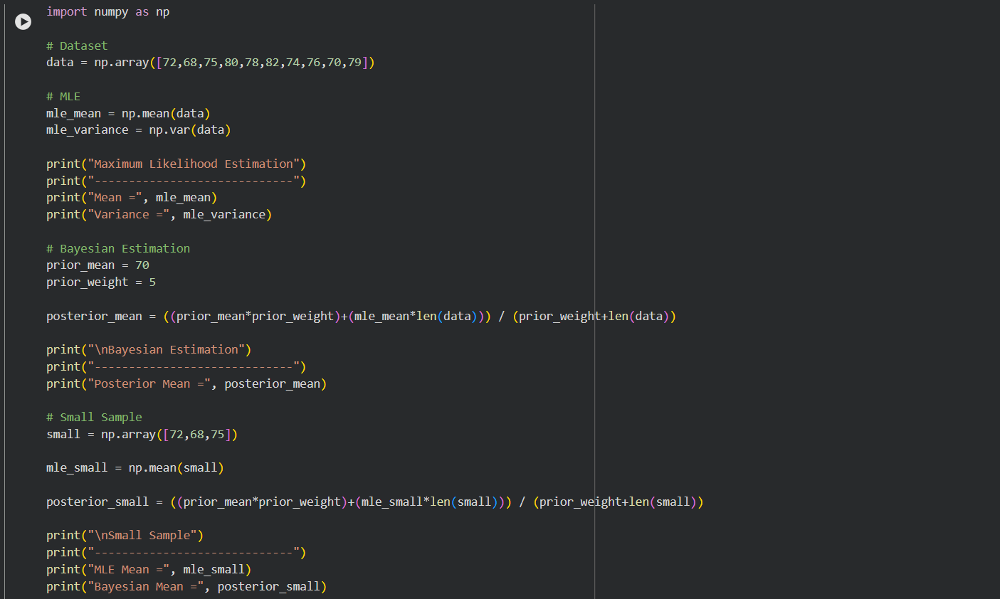 import numpy as np
# Dataset
data = np.array([72,68,75,80,78,82,74,76,70,79])
# MLE
mle_mean = np.mean(data)
mle_variance = np.var(data)
print("Maximum Likelihood Estimation")
print("-----------------------------")
print("Mean =", mle_mean)
print("Variance =", mle_variance)
# Bayesian Estimation
prior_mean = 70
prior_weight = 5
posterior_mean = ((prior_mean*prior_weight)+(mle_mean*len(data))) / (prior_weight+len(data))
print("\nBayesian Estimation")
print("-----------------------------")
print("Posterior Mean =", posterior_mean)
# Small Sample
small = np.array([72,68,75])
mle_small = np.mean(small)
posterior_small = ((prior_mean*prior_weight)+(mle_small*len(small))) / (prior_weight+len(small))
print("\nSmall Sample")
print("-----------------------------")
print("MLE Mean =", mle_small)
print("Bayesian Mean =", posterior_small)